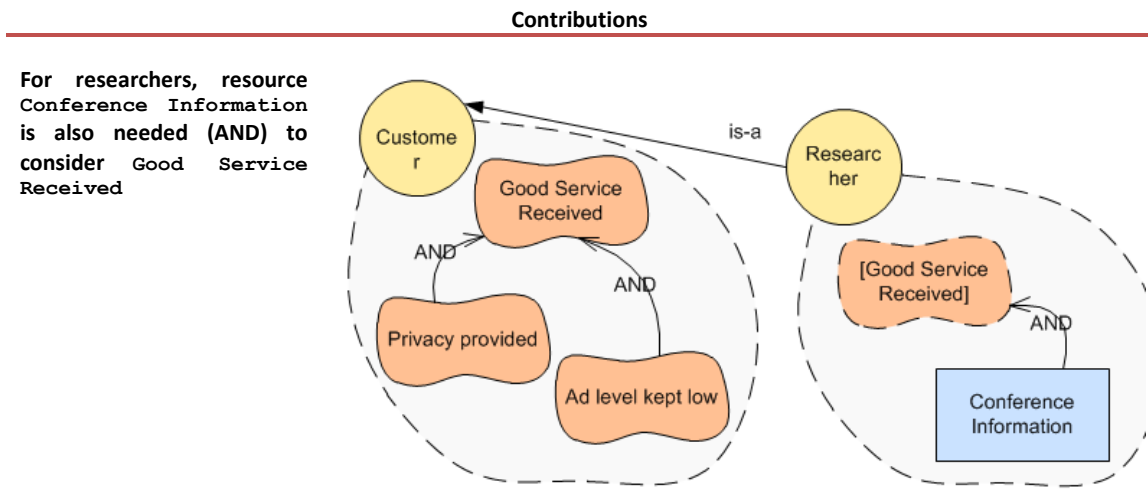 Contributions
For researchers, resource
Conference Information
is also needed (AND) to
consider Good Service
Received
Custome
r
is-a
Researc
her
Good Service
Received
AND
AND
Privacy provided
Ad level kept low
[Good Service
Received]
AND
Conference
Information